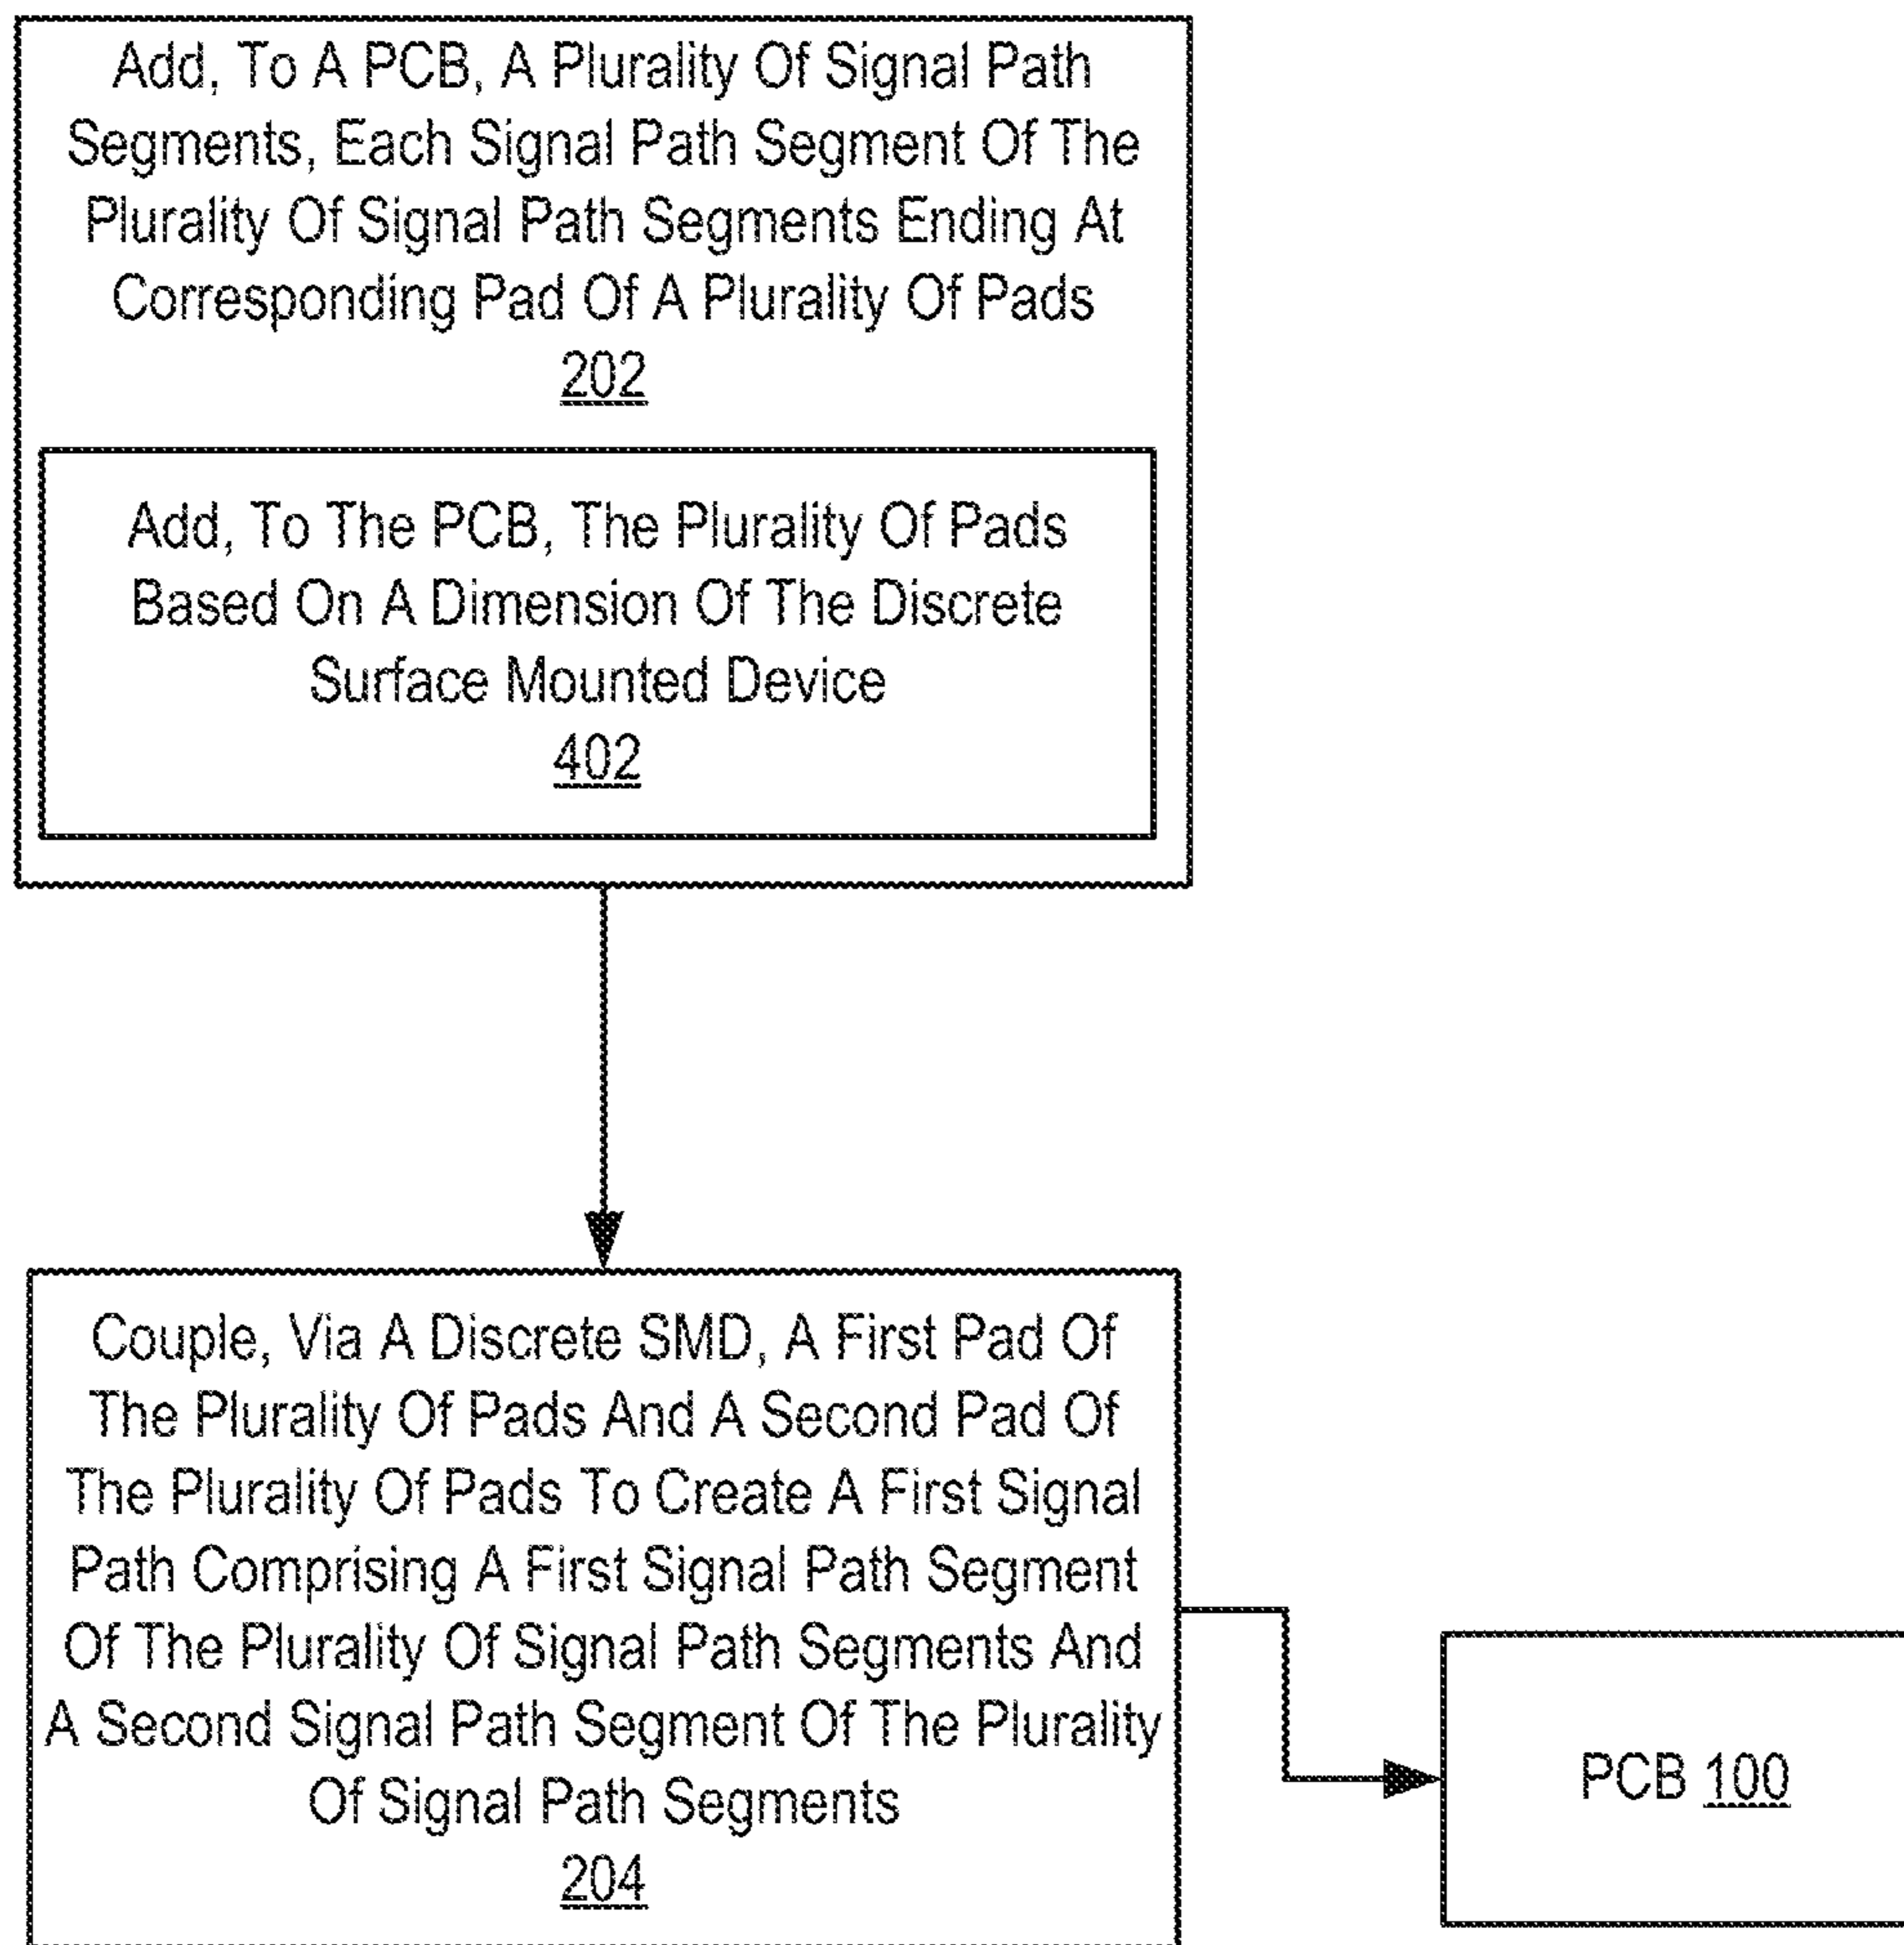 Add, To A PCB, A Plurality Of Signal Path
Segments, Each Signal Path Segment Of The
Plurality Of Signal Path Segments Ending At
Corresponding Pad Of A Plurality Of Pads
202
Add, To The PCB, The Plurality Of Pads
Based On A Dimension Of The Discrete
Surface Mounted Device
402
Couple, Via A Discrete SMD, A First Pad Of
The Plurality Of Pads And A Second Pad Of
The Plurality Of Pads To Create A First Signal
Path Comprising A First Signal Path Segment
Of The Plurality Of Signal Path Segments And
A Second Signal Path Segment Of The Plurality
Of Signal Path Segments
204
PCB 100